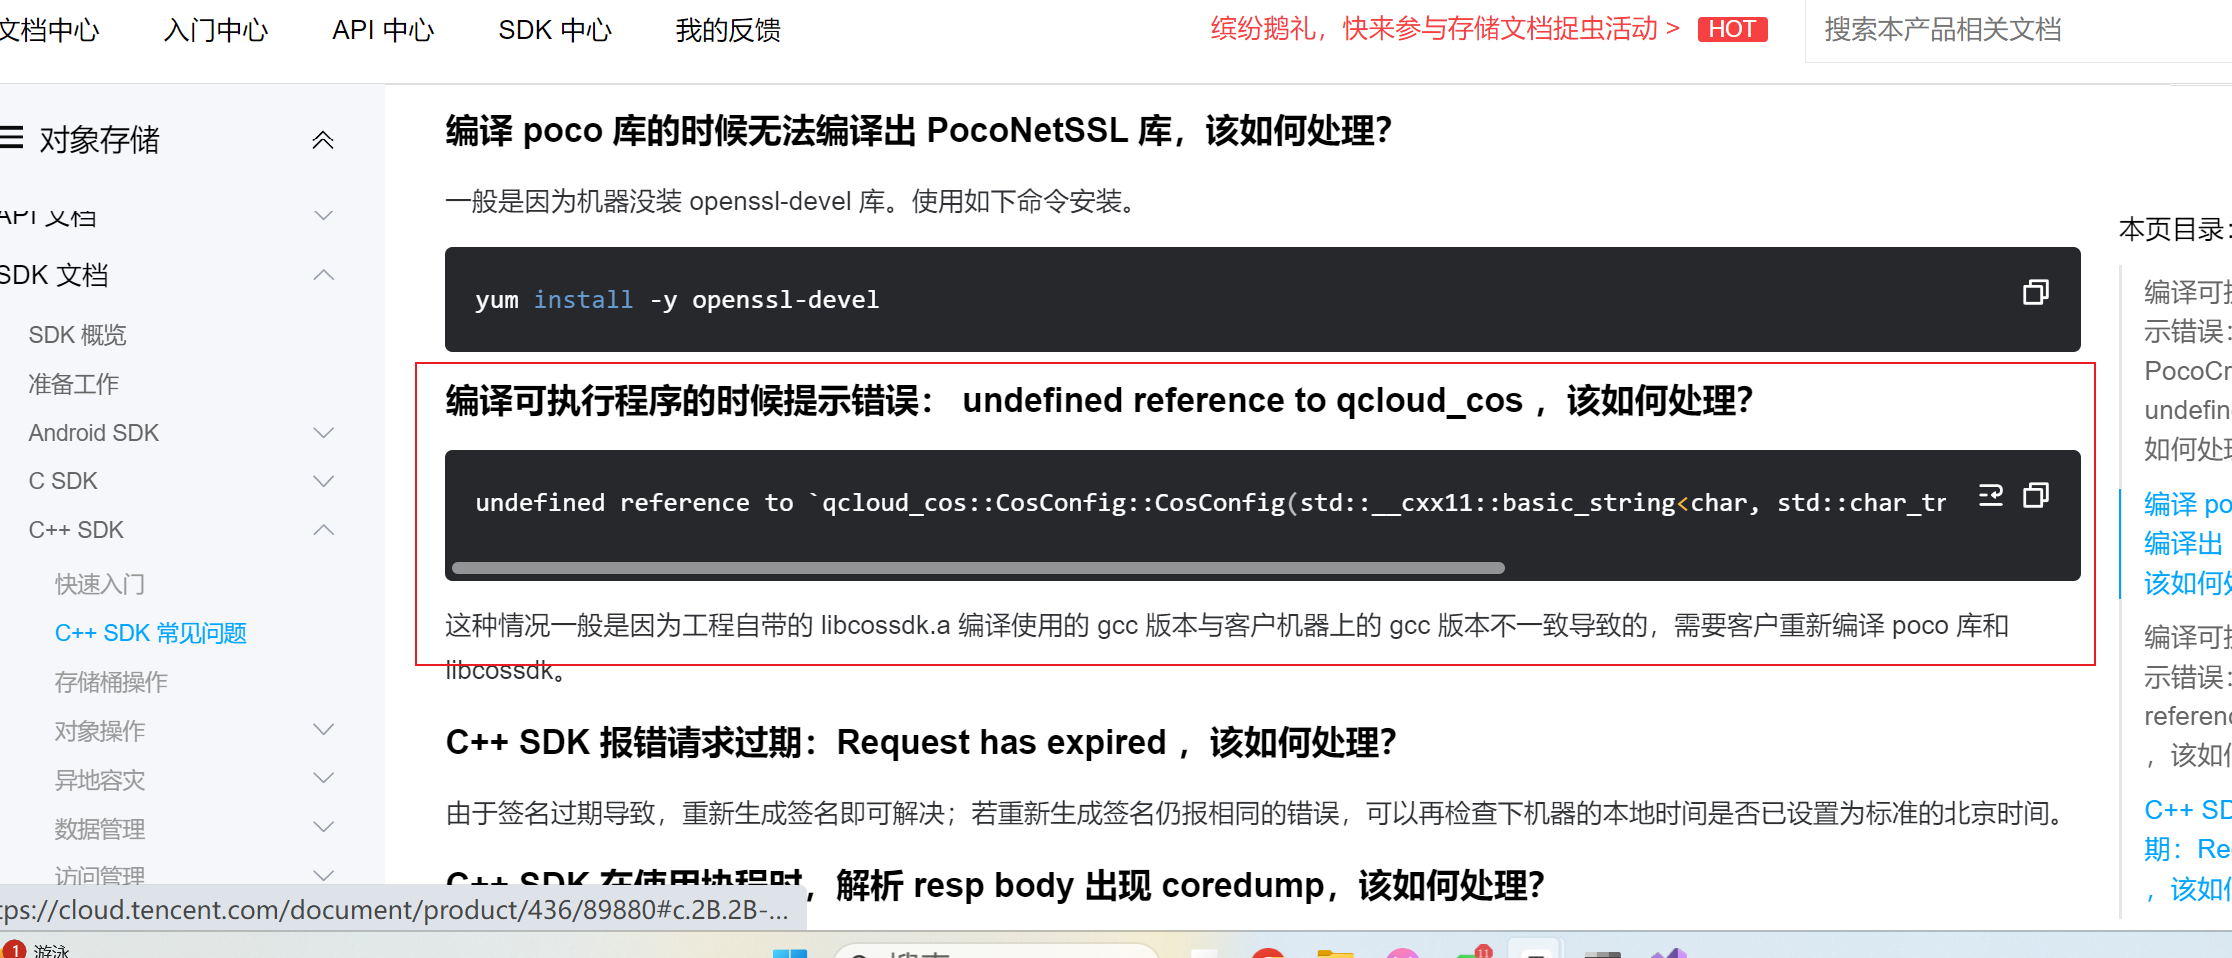 文档中心 入门中心 API 中心 SDK 中心 我的反馈 缤纷鹅礼，快来参与存储文档捉虫活动 > HOT 搜索本产品相关文档
对象存储
API 文档
SDK 文档
SDK 概览
准备工作
Android SDK
C SDK
C++ SDK
快速入门
C++ SDK 常见问题
存储桶操作
对象操作
异地容灾
数据管理
访问管理
编译 poco 库的时候无法编译出 PocoNetSSL 库，该如何处理？
一般是因为机器没装 openssl-devel 库。使用如下命令安装。
yum install -y openssl-devel
编译可执行程序的时候提示错误： undefined reference to qcloud_cos ，该如何处理？
undefined reference to `qcloud_cos::CosConfig::CosConfig(std::__cxx11::basic_string<char, std::char_tr
这种情况一般是因为工程自带的 libcossdk.a 编译使用的 gcc 版本与客户机器上的 gcc 版本不一致导致的，需要客户重新编译 poco 库和
libcossdk。
C++ SDK 报错请求过期：Request has expired ，该如何处理？
由于签名过期导致，重新生成签名即可解决；若重新生成签名仍报相同的错误，可以再检查下机器的本地时间是否已设置为标准的北京时间。
C++ SDK 在使用协程时，解析 resp body 出现 coredump，该如何处理？
本页目录：
编译可执
示错误：
PocoCr
undefin
如何处理
编译 po
编译出
该如何处
编译可执
示错误：
referenc
，该如何
C++ SD
期：Re
，该如何
tps://cloud.tencent.com/document/product/436/89880#c.2B.2B-...
1 游泳
搜索
11